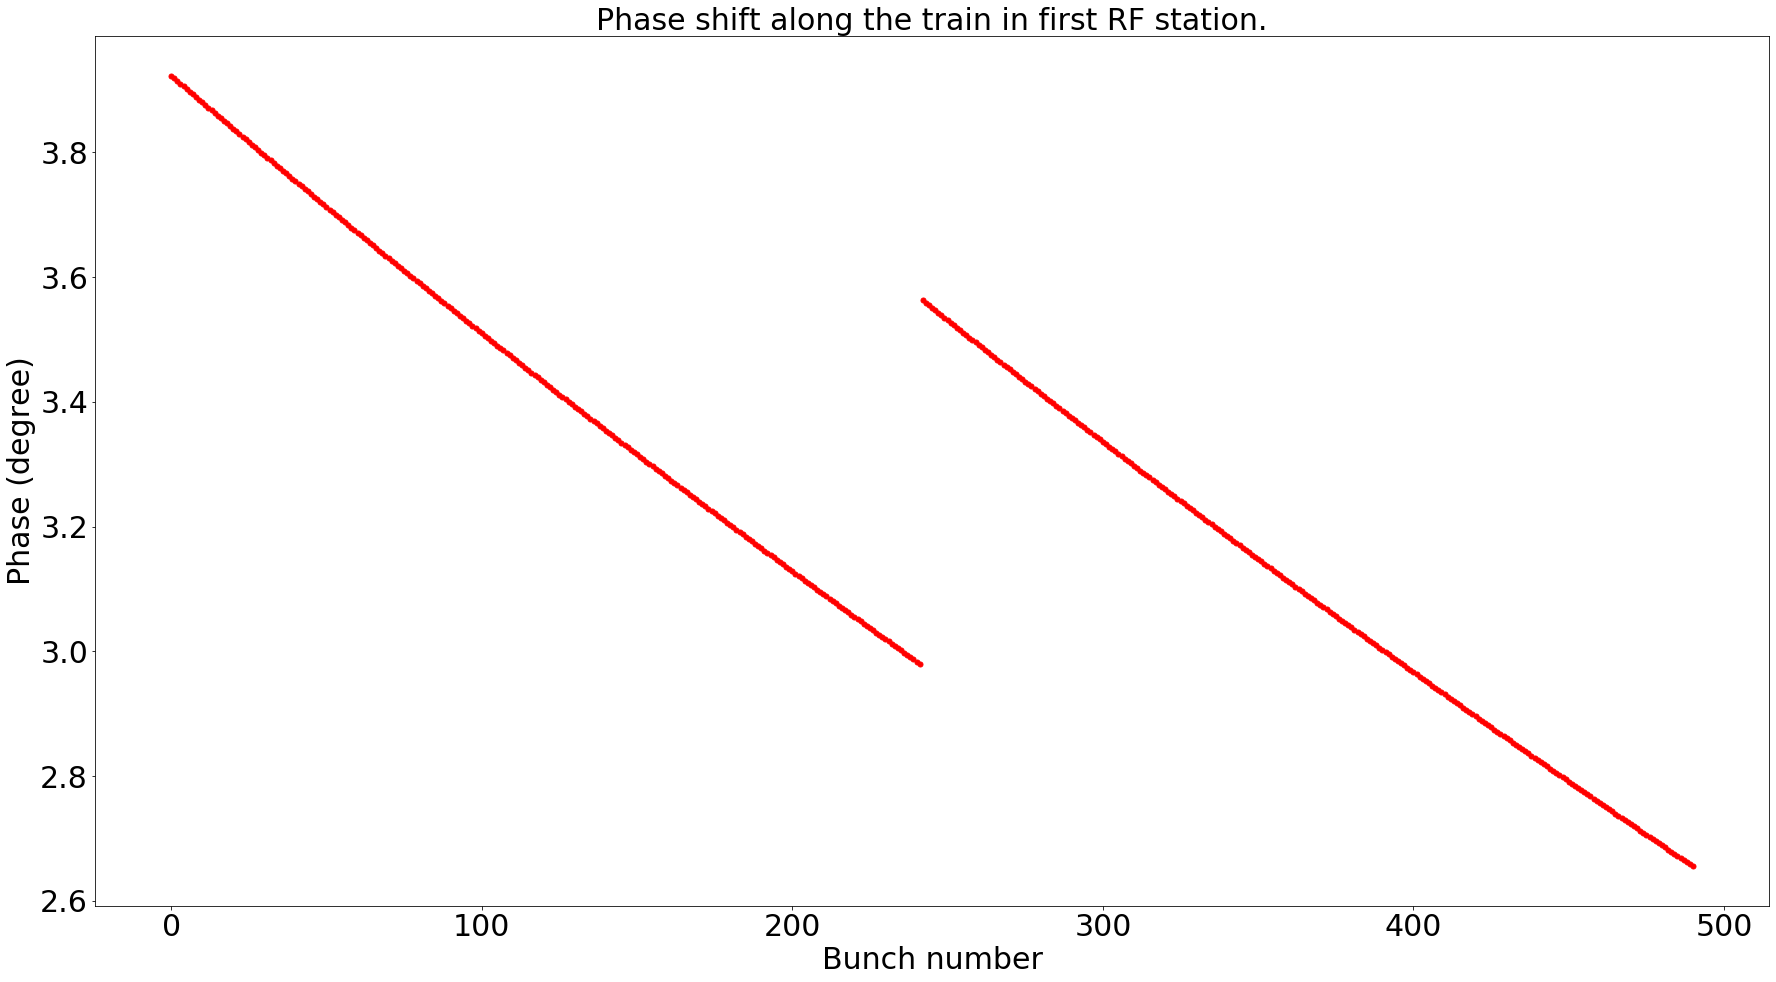 Phase shift along the train in first RF station.
3.8
3.6
3.4
3.2
3.0
2.8
2.6
Phase (degree)
0 100 200 300 400 500
Bunch number